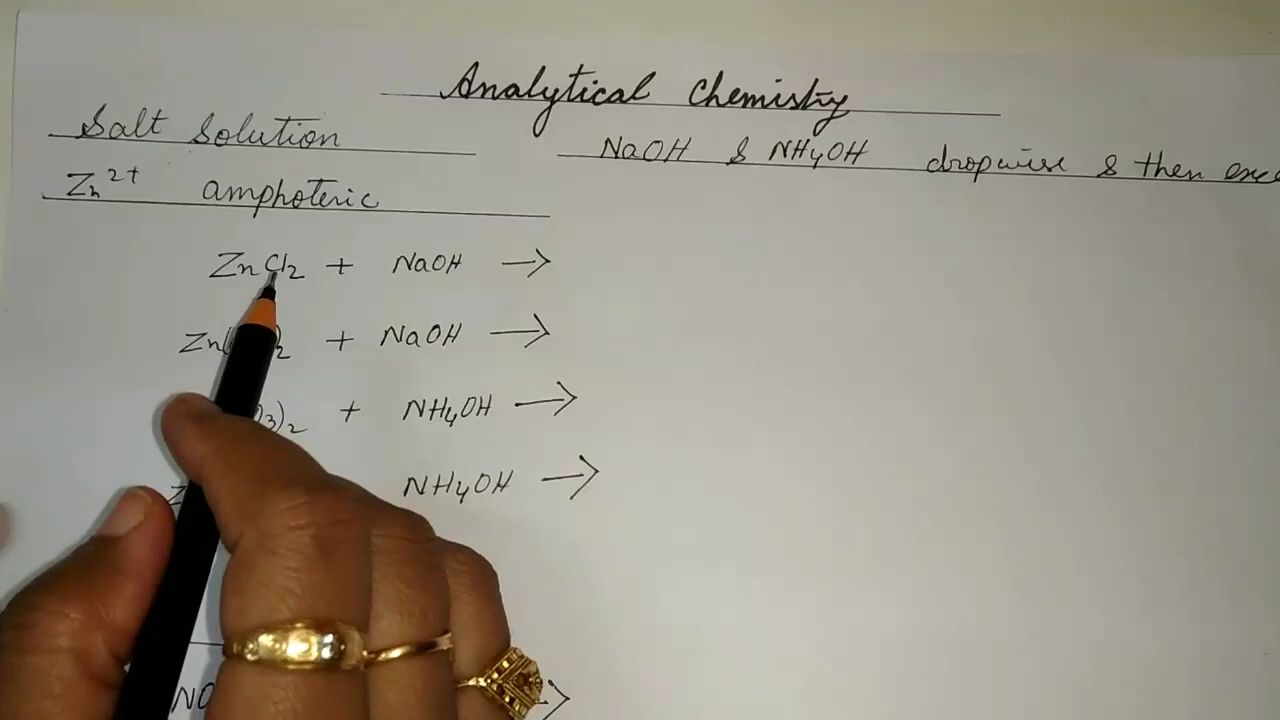 Analytical Chemistry
Salt Solution NaOH & NH4OH dropwise & then
Zn2+ amphoteric
ZnCl2 + NaOH →
NaOH →
+ NH4OH →
NH4OH →